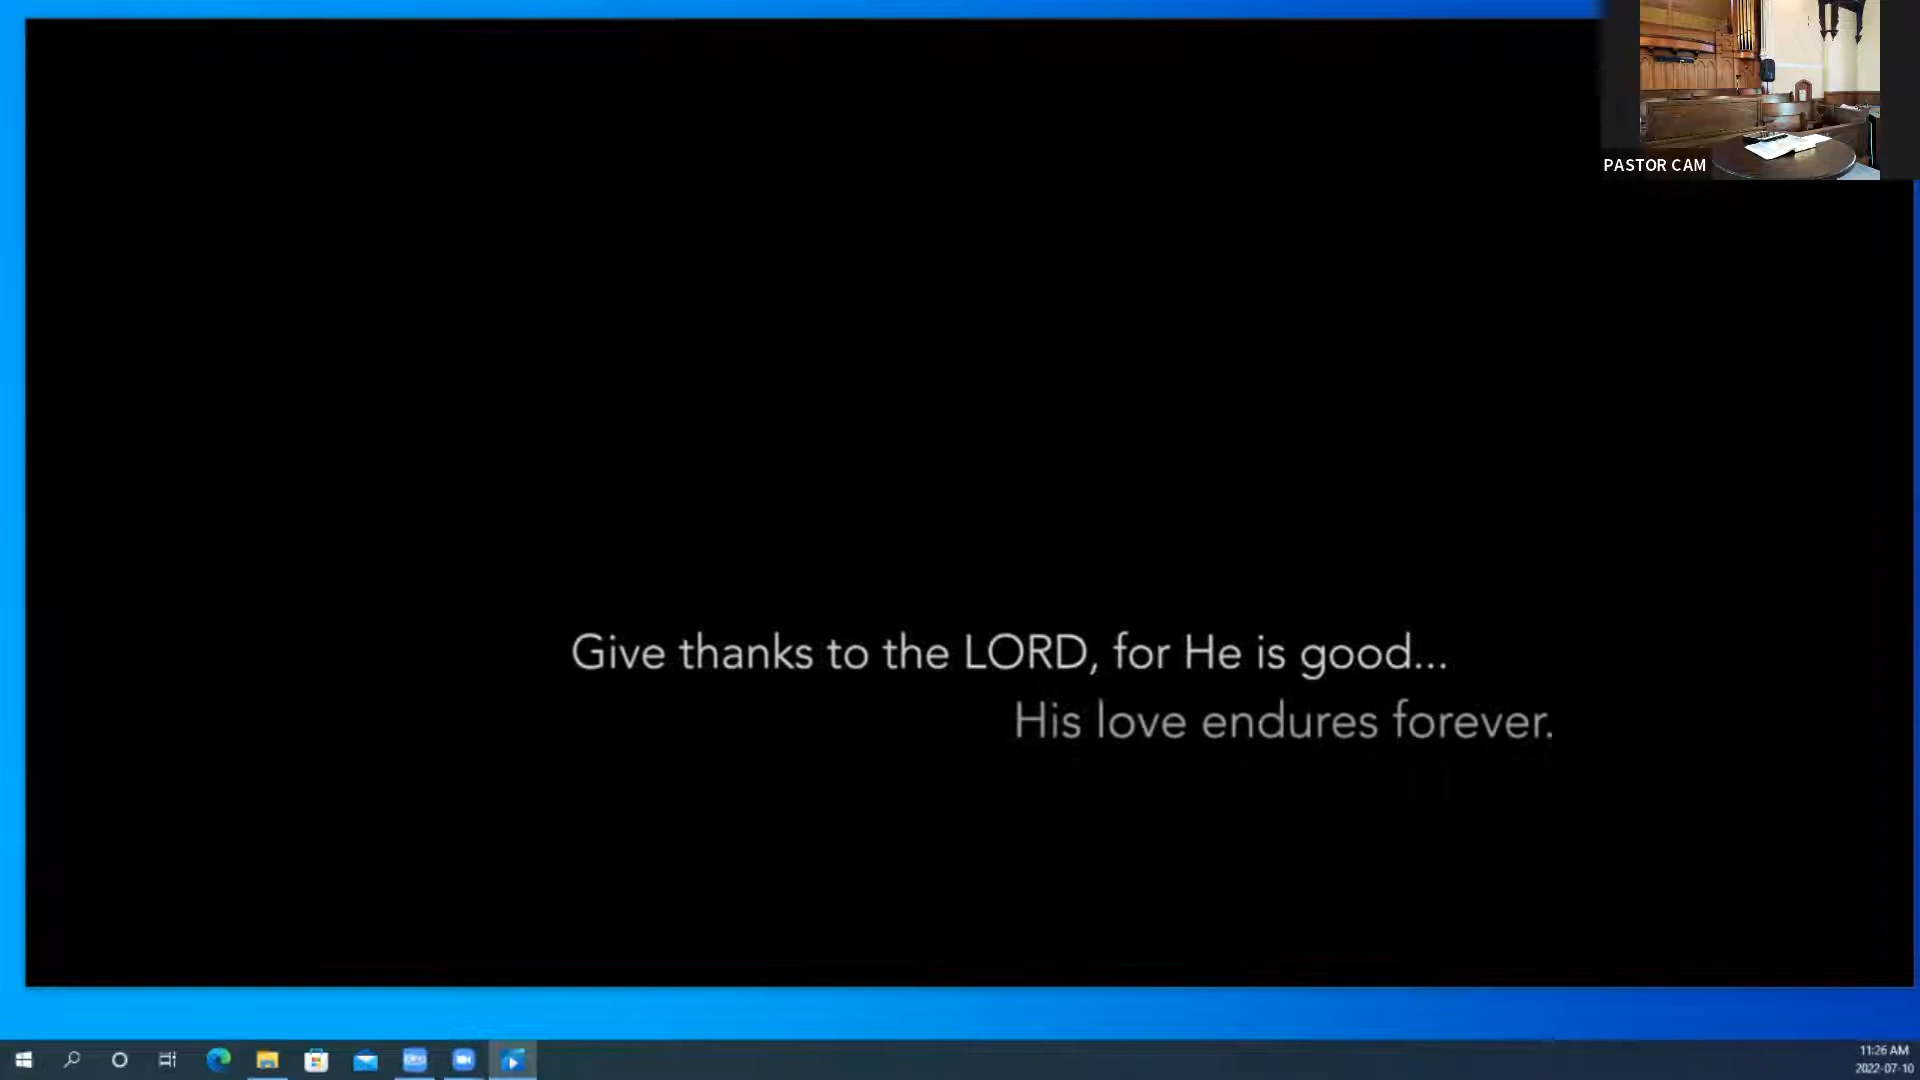 PASTOR CAM
Give thanks to the LORD, for He is good...
His love endures forever.
11:26 AM
2022-07-10